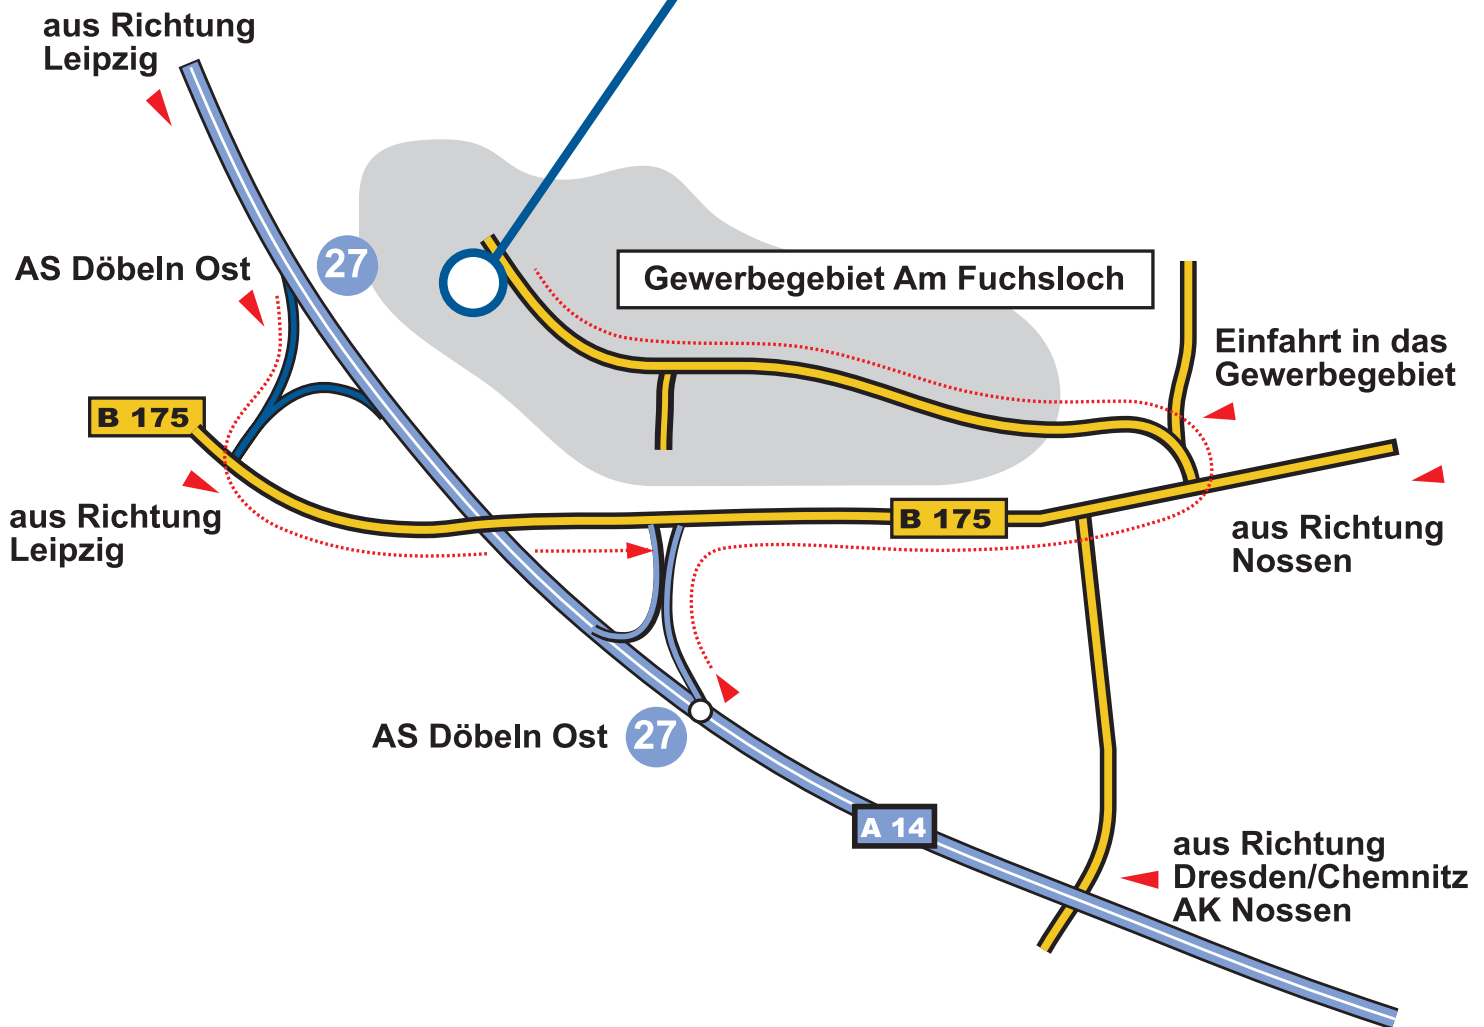 aus Richtung
Leipzig
AS Döbeln Ost
27
Gewerbegebiet Am Fuchsloch
Einfahrt in das
Gewerbegebiet
B 175
aus Richtung
Leipzig
B 175
aus Richtung
Nossen
AS Döbeln Ost
27
A 14
aus Richtung
Dresden/Chemnitz
AK Nossen